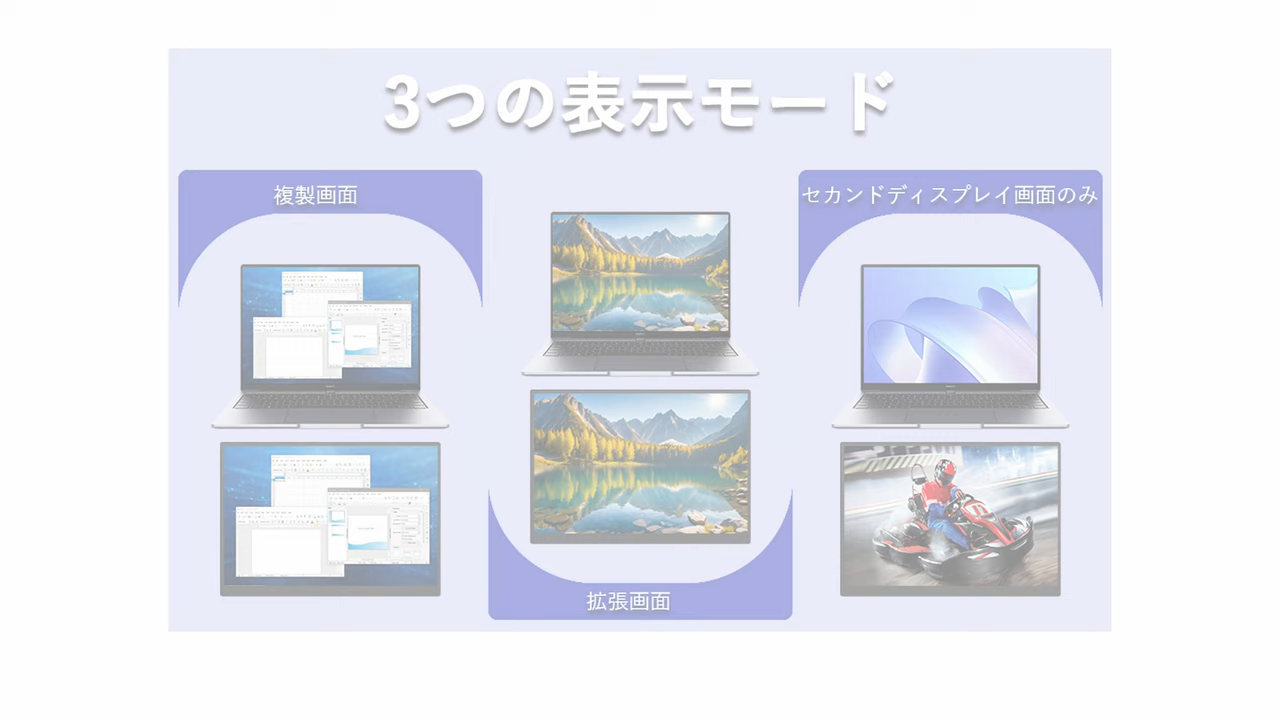 3つの表示モード
複製画面
セカンドディスプレイ画面のみ
拡張画面